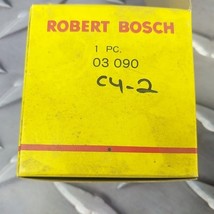 ROBERT BOSCH
1 PC.
03 090
C4-2